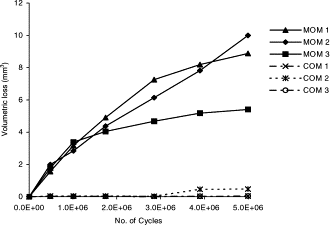 12
10
8
6
4
2
0
Volumetric loss (mm³)
0.0E+00 1.0E+06 2.0E+06 3.0E+06 4.0E+06 5.0E+06
No. of Cycles
MOM 1
MOM 2
MOM 3
COM 1
COM 2
COM 3